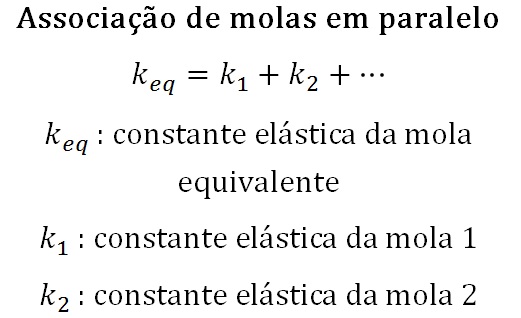 Associação de molas em paralelo
k_eq = k_1 + k_2 + ⋯
k_eq : constante elástica da mola
equivalente
k_1 : constante elástica da mola 1
k_2 : constante elástica da mola 2